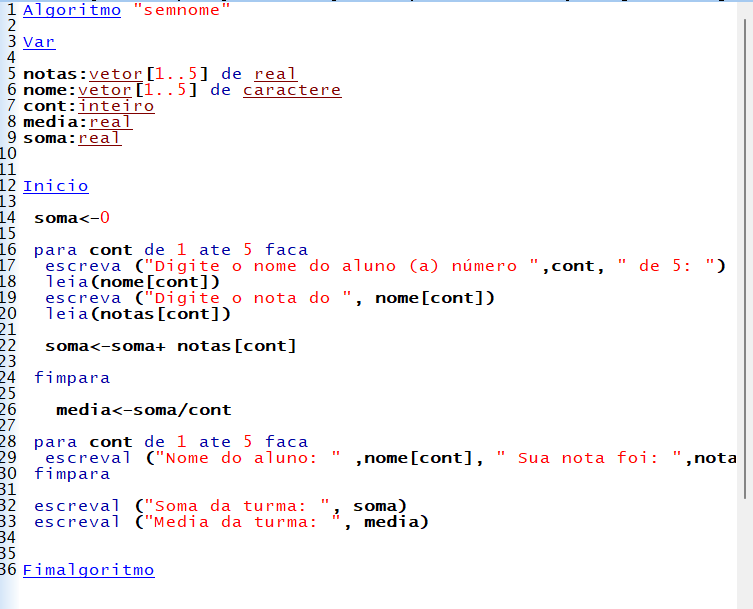 1 Algoritmo "semnome"
2
3 Var
4
5 notas:vetor[1..5] de real
6 nome:vetor[1..5] de caractere
7 cont:inteiro
8 media:real
9 soma:real
10
11
12 Inicio
13
14 soma<-0
15
16 para cont de 1 ate 5 faca
17 escreva ("Digite o nome do aluno (a) número ",cont, " de 5: ")
18 leia(nome[cont])
19 escreva ("Digite o nota do ", nome[cont])
20 leia(notas[cont])
21
22 soma<-soma+ notas[cont]
23
24 fimpara
25
26 media<-soma/cont
27
28 para cont de 1 ate 5 faca
29 escreval ("Nome do aluno: " ,nome[cont], " Sua nota foi: ",nota
30 fimpara
31
32 escreval ("Soma da turma: ", soma)
33 escreval ("Media da turma: ", media)
34
35
36 Fimalgoritmo